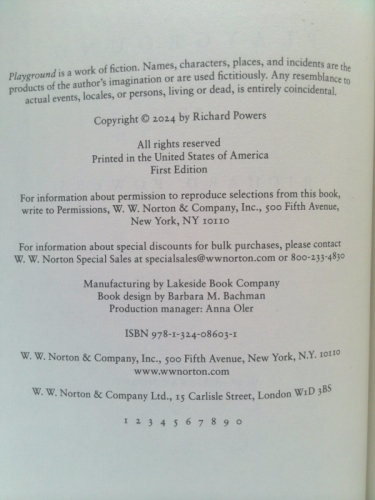 Playground is a work of fiction. Names, characters, places, and incidents are the
products of the author's imagination or are used fictitiously. Any resemblance to
actual events, locales, or persons, living or dead, is entirely coincidental.
Copyright © 2024 by Richard Powers
All rights reserved
Printed in the United States of America
First Edition
For information about permission to reproduce selections from this book,
write to Permissions, W. W. Norton & Company, Inc., 500 Fifth Avenue,
New York, NY 10110
For information about special discounts for bulk purchases, please contact
W. W. Norton Special Sales at specialsales@wwnorton.com or 800-233-4830
Manufacturing by Lakeside Book Company
Book design by Barbara M. Bachman
Production manager: Anna Oler
ISBN 978-1-324-08603-1
W. W. Norton & Company, Inc., 500 Fifth Avenue, New York, N.Y. 10110
www.wwnorton.com
W. W. Norton & Company Ltd., 15 Carlisle Street, London W1D 3BS
1 2 3 4 5 6 7 8 9 0